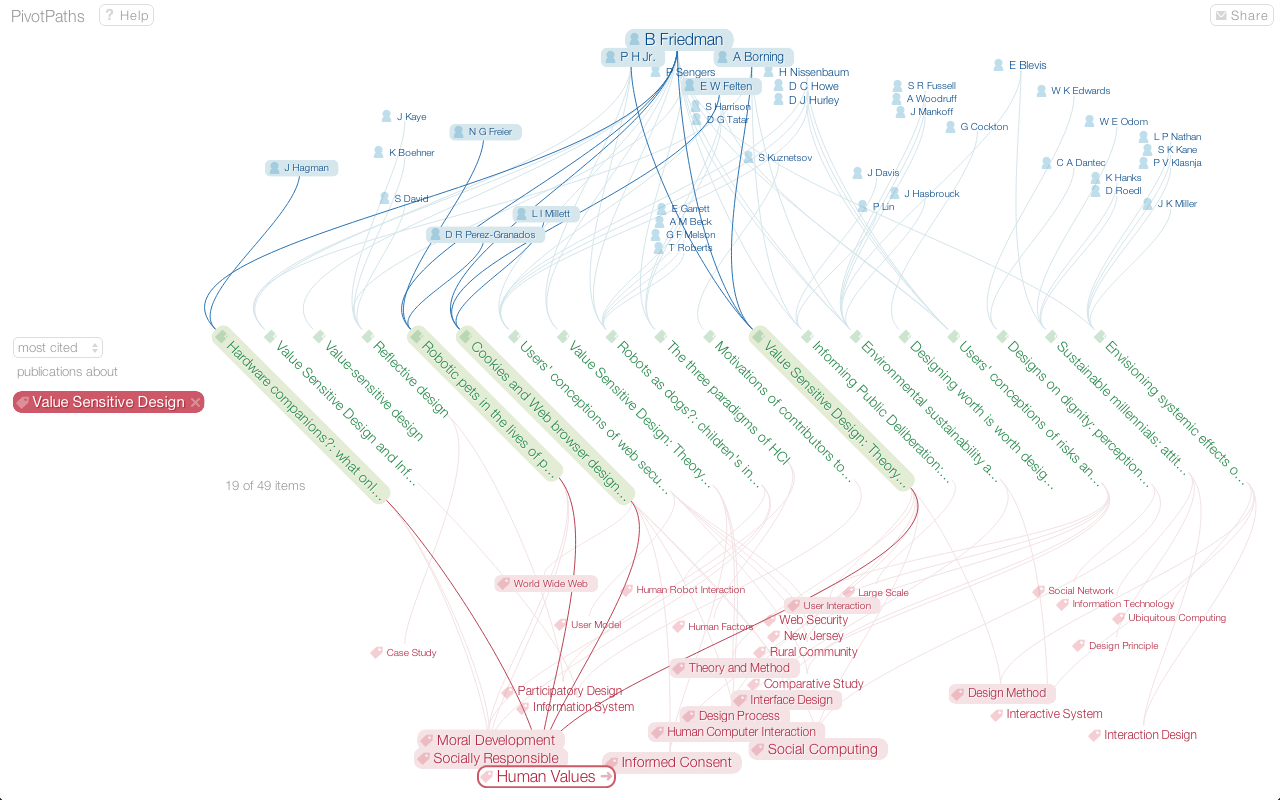 PivotPaths
? Help
Share
B Friedman
P H Jr.
A Borning
P Sengers
H Nissenbaum
E Blevis
E W Felten
D C Howe
D J Hurley
S R Fussell
A Woodruff
J Mankoff
W K Edwards
S Harrison
D G Tatar
J Kaye
N G Freier
G Cockton
W E Odom
L P Nathan
S K Kane
P V Klasnja
K Boehner
S Kuznetsov
C A Dantec
J Hagman
J Davis
K Hanks
D Roedl
S David
J Hasbrouck
P Lin
J K Miller
L I Millett
E Garrett
A M Beck
G F Melson
T Roberts
D R Perez-Granados
most cited
publications about
Value Sensitive Design ×
19 of 49 items
Hardware companions?: what onl...
Value Sensitive Design and Inf...
Value-sensitive design
Reflective design
Robotic pets in the lives of p...
Cookies and Web browser design...
Users' conceptions of web secu...
Value Sensitive Design: Theory...
Robots as dogs?: children's in...
The three paradigms of HCI
Motivations of contributors to...
Value Sensitive Design: Theory...
Informing Public Deliberation:...
Environmental sustainability a...
Designing worth is worth desig...
Users' conceptions of risks an...
Designs on dignity: perception...
Sustainable millennials: attit...
Envisioning systemic effects o...
World Wide Web
Human Robot Interaction
Large Scale
Social Network
User Interaction
Information Technology
Web Security
Ubiquitous Computing
User Model
Human Factors
New Jersey
Case Study
Rural Community
Design Principle
Theory and Method
Comparative Study
Participatory Design
Interface Design
Design Method
Information System
Design Process
Interactive System
Human Computer Interaction
Interaction Design
Moral Development
Social Computing
Socially Responsible
Informed Consent
Human Values